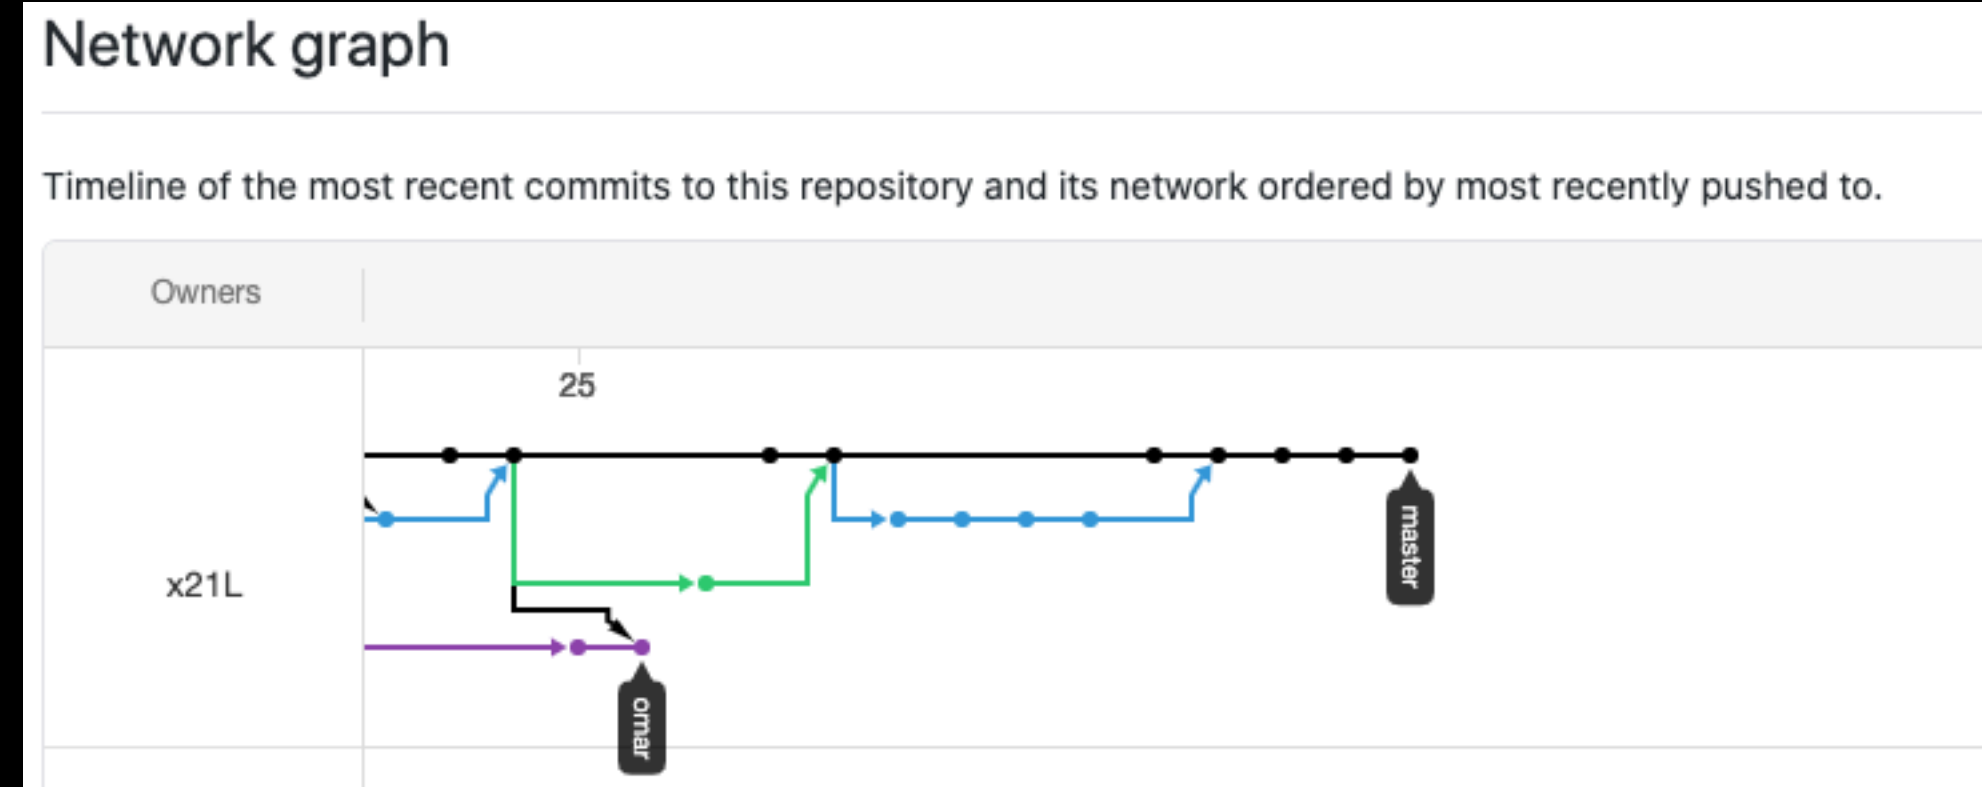 Network graph
Timeline of the most recent commits to this repository and its network ordered by most recently pushed to.
Owners
25
x21L
master
omar